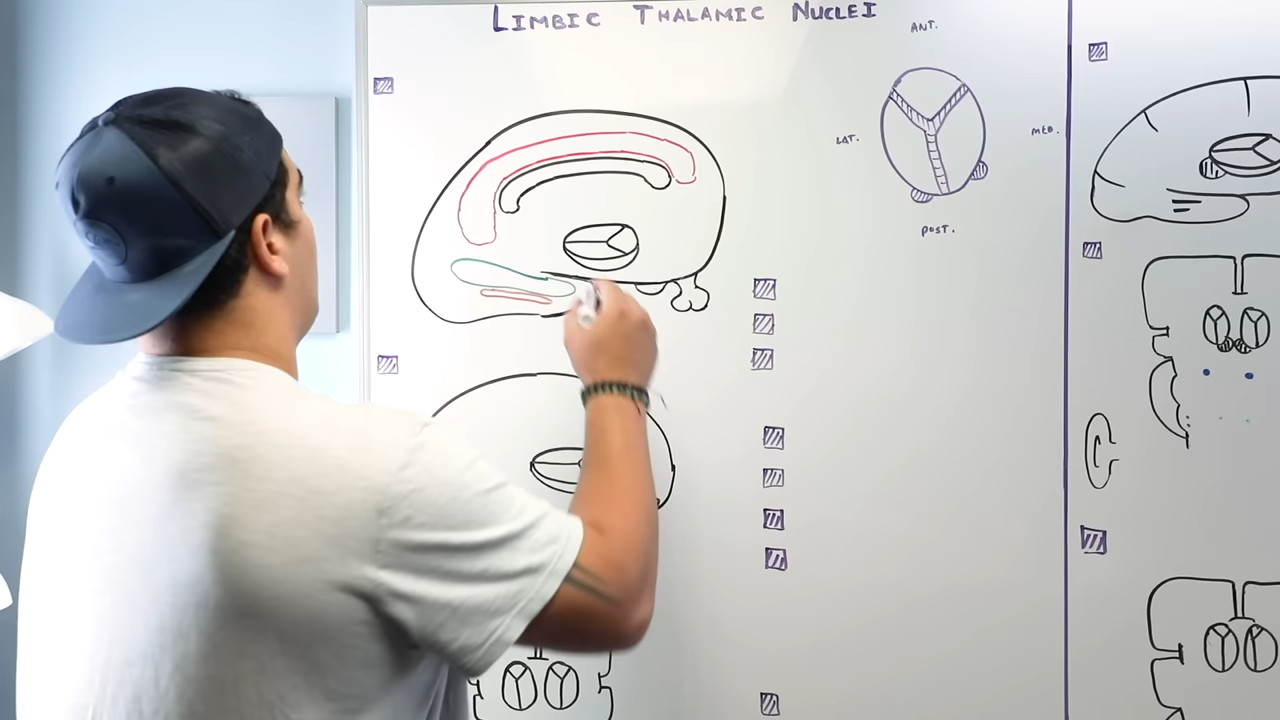 LIMBIC THALAMIC NUCLEI
ANT.
LAT.
MED.
POST.